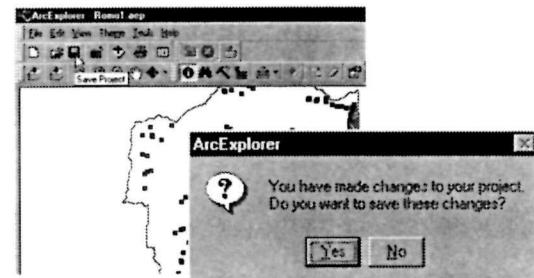 ArcExplorer Romo1.aep
File Edit View Theme Tools Help
Save Project
ArcExplorer
You have made changes to your project.
Do you want to save these changes?
Yes No